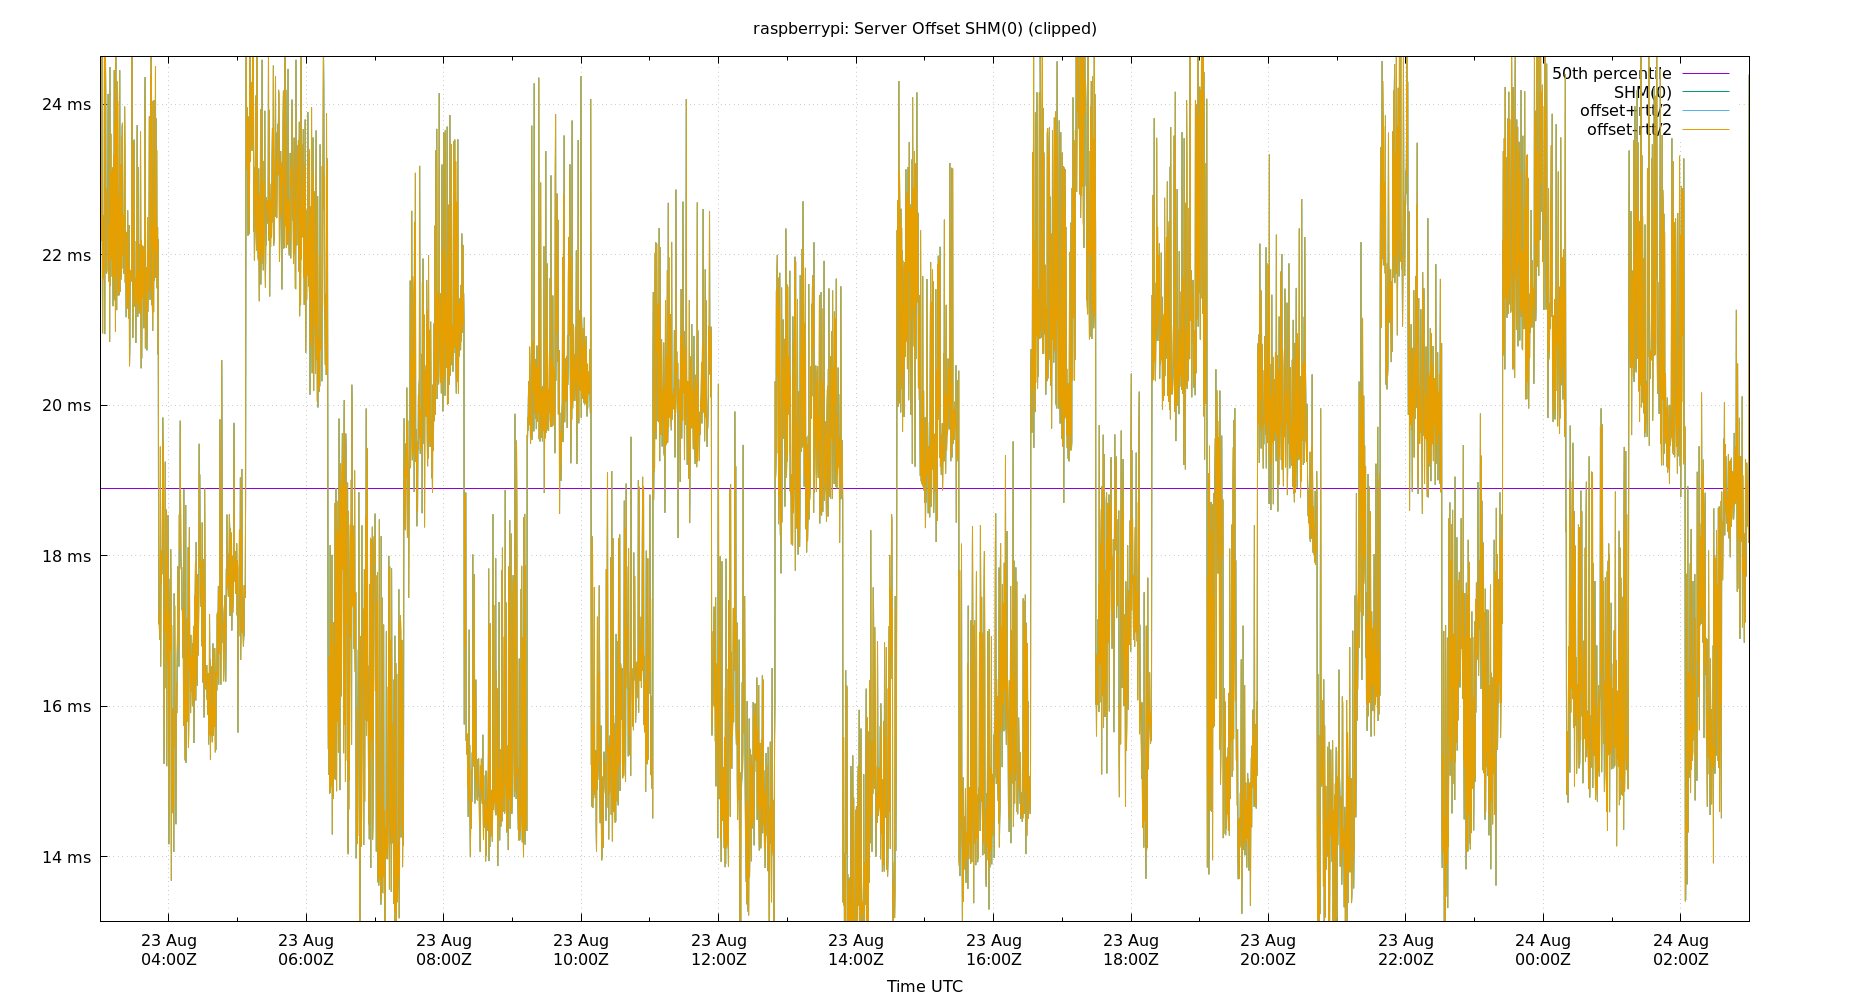 raspberrypi: Server Offset SHM(0) (clipped)
50th percentile
SHM(0)
offset+rtt/2
offset-rtt/2
24 ms
22 ms
20 ms
18 ms
16 ms
14 ms
23 Aug 23 Aug 23 Aug 23 Aug 23 Aug 23 Aug 23 Aug 23 Aug 23 Aug 23 Aug 24 Aug 24 Aug
04:00Z 06:00Z 08:00Z 10:00Z 12:00Z 14:00Z 16:00Z 18:00Z 20:00Z 22:00Z 00:00Z 02:00Z
Time UTC